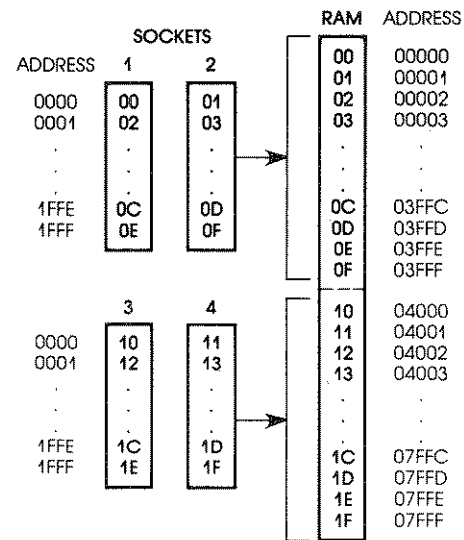 RAM ADDRESS
SOCKETS
ADDRESS 1 2
00 00000
01 00001
02 00002
03 00003
0000 00 01
0001 02 03
. . .
. . .
. . .
1FFE 0C 0D
1FFF 0E 0F
. .
. .
. .
0C 03FFC
0D 03FFD
0E 03FFE
0F 03FFF
3 4
10 04000
11 04001
12 04002
13 04003
0000 10 11
0001 12 13
. . .
. . .
. . .
1FFE 1C 1D
1FFF 1E 1F
. .
. .
. .
1C 07FFC
1D 07FFD
1E 07FFE
1F 07FFF